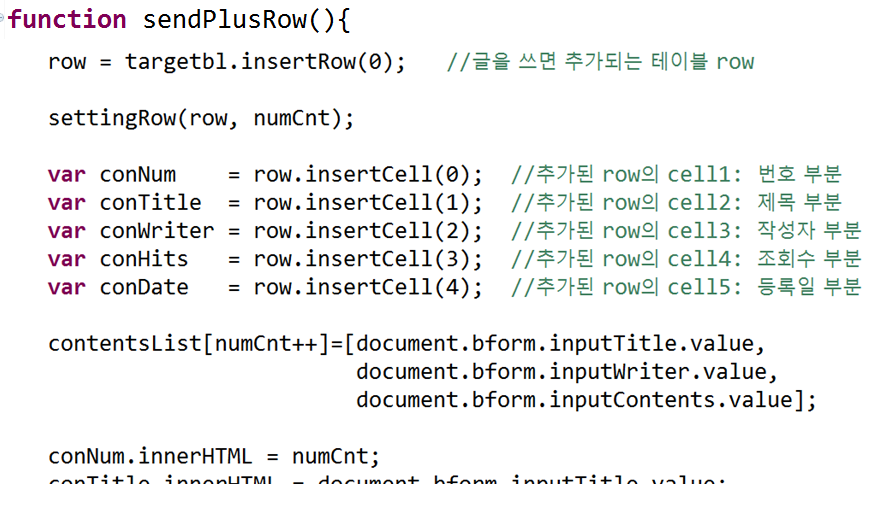 function sendPlusRow(){
row = targetbl.insertRow(0); //글을 쓰면 추가되는 테이블 row
settingRow(row, numCnt);
var conNum = row.insertCell(0); //추가된 row의 cell1: 번호 부분
var conTitle = row.insertCell(1); //추가된 row의 cell2: 제목 부분
var conWriter = row.insertCell(2); //추가된 row의 cell3: 작성자 부분
var conHits = row.insertCell(3); //추가된 row의 cell4: 조회수 부분
var conDate = row.insertCell(4); //추가된 row의 cell5: 등록일 부분
contentsList[numCnt++]=[document.bform.inputTitle.value,
document.bform.inputWriter.value,
document.bform.inputContents.value];
conNum.innerHTML = numCnt;
conTitle.innerHTML = document.bform.inputTitle.value;